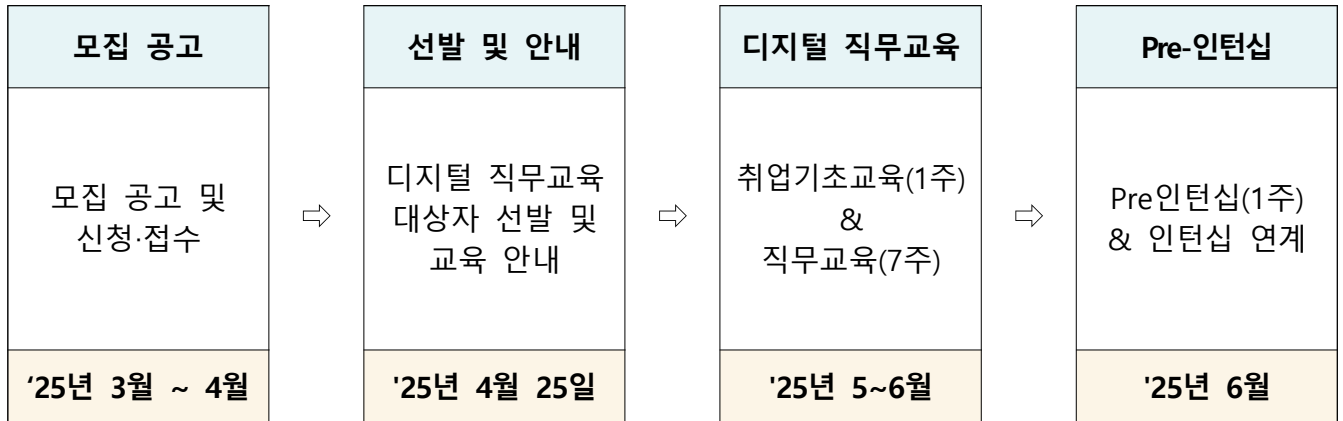 모집 공고
모집 공고 및
신청·접수
‘25년 3월 ~ 4월
⇨
선발 및 안내
디지털 직무교육
대상자 선발 및
교육 안내
'25년 4월 25일
⇨
디지털 직무교육
취업기초교육(1주)
&
직무교육(7주)
'25년 5~6월
⇨
Pre-인턴십
Pre인턴십(1주)
& 인턴십 연계
'25년 6월